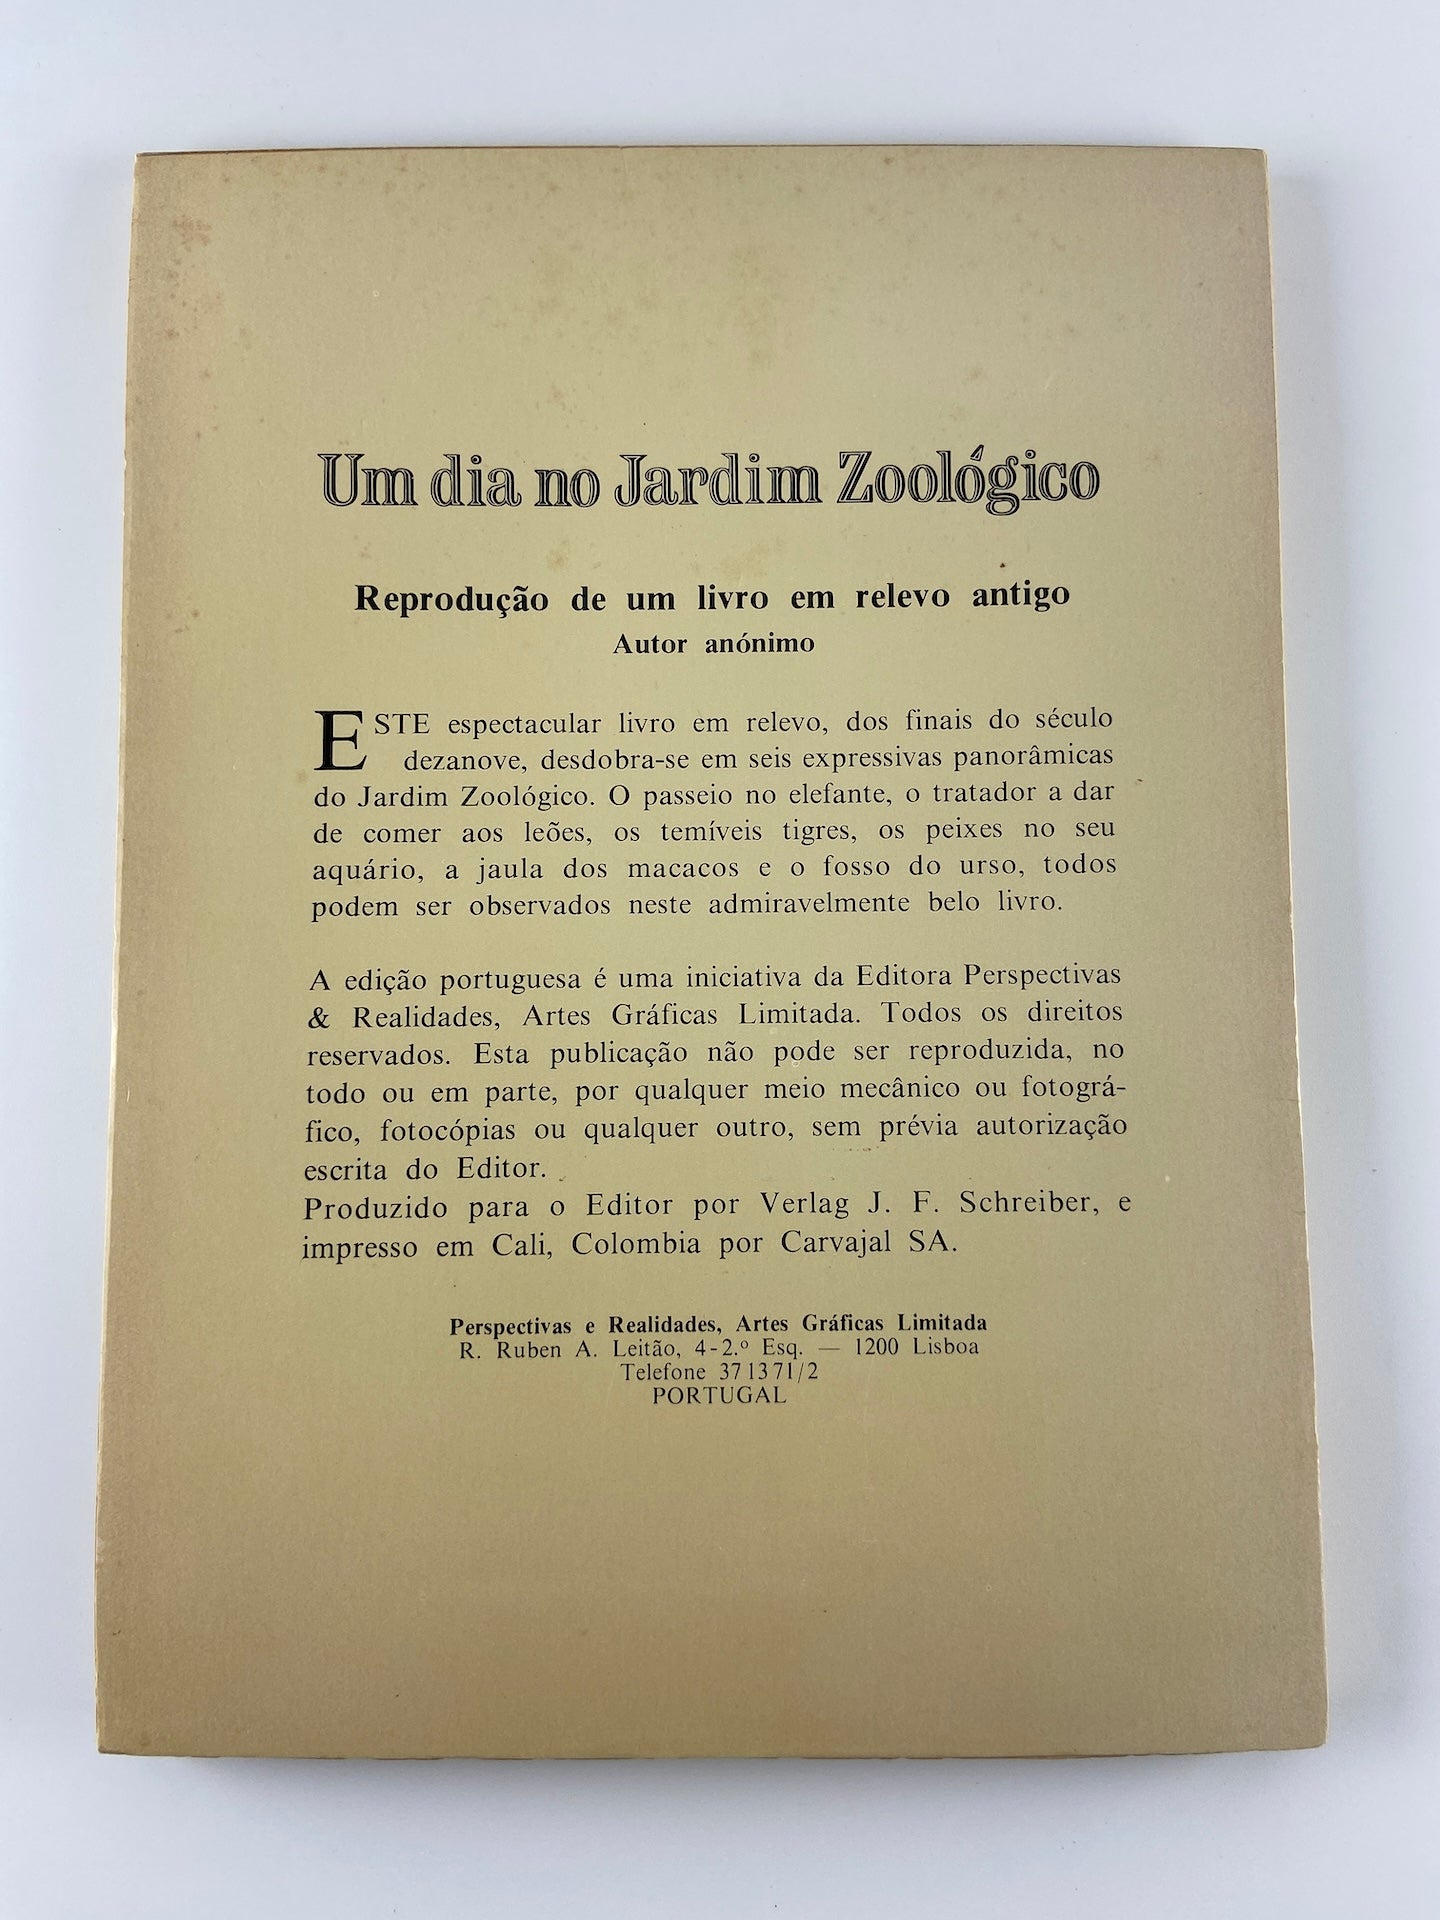 Um dia no Jardim Zoológico
Reprodução de um livro em relevo antigo
Autor anónimo
ESTE espectacular livro em relevo, dos finais do século
dezanove, desdobra-se em seis expressivas panorâmicas
do Jardim Zoológico. O passeio no elefante, o tratador a dar
de comer aos leões, os temíveis tigres, os peixes no seu
aquário, a jaula dos macacos e o fosso do urso, todos
podem ser observados neste admiravelmente belo livro.
A edição portuguesa é uma iniciativa da Editora Perspectivas
& Realidades, Artes Gráficas Limitada. Todos os direitos
reservados. Esta publicação não pode ser reproduzida, no
todo ou em parte, por qualquer meio mecânico ou fotográ-
fico, fotocópias ou qualquer outro, sem prévia autorização
escrita do Editor.
Produzido para o Editor por Verlag J. F. Schreiber, e
impresso em Cali, Colombia por Carvajal SA.
Perspectivas e Realidades, Artes Gráficas Limitada
R. Ruben A. Leitão, 4-2.º Esq. — 1200 Lisboa
Telefone 37 13 71/2
PORTUGAL